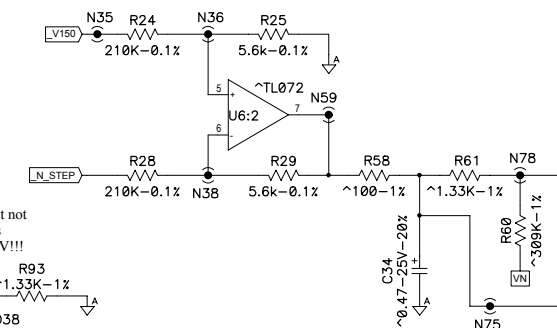 N35 R24 N36 R25
_V150
210K-0.1% 5.6k-0.1%
A
^TL072
5 + 7 N59
U6:2
6 -
R28 R29 R58 R61 N78
_N_STEP
210K-0.1% N38 5.6k-0.1% ^100-1% ^1.33K-1%
t not
V!!!
R60
^309K-1%
R93
^1.33K-1%
A
C34
^0.47-25V-20%
+
A
VN
N75
D38